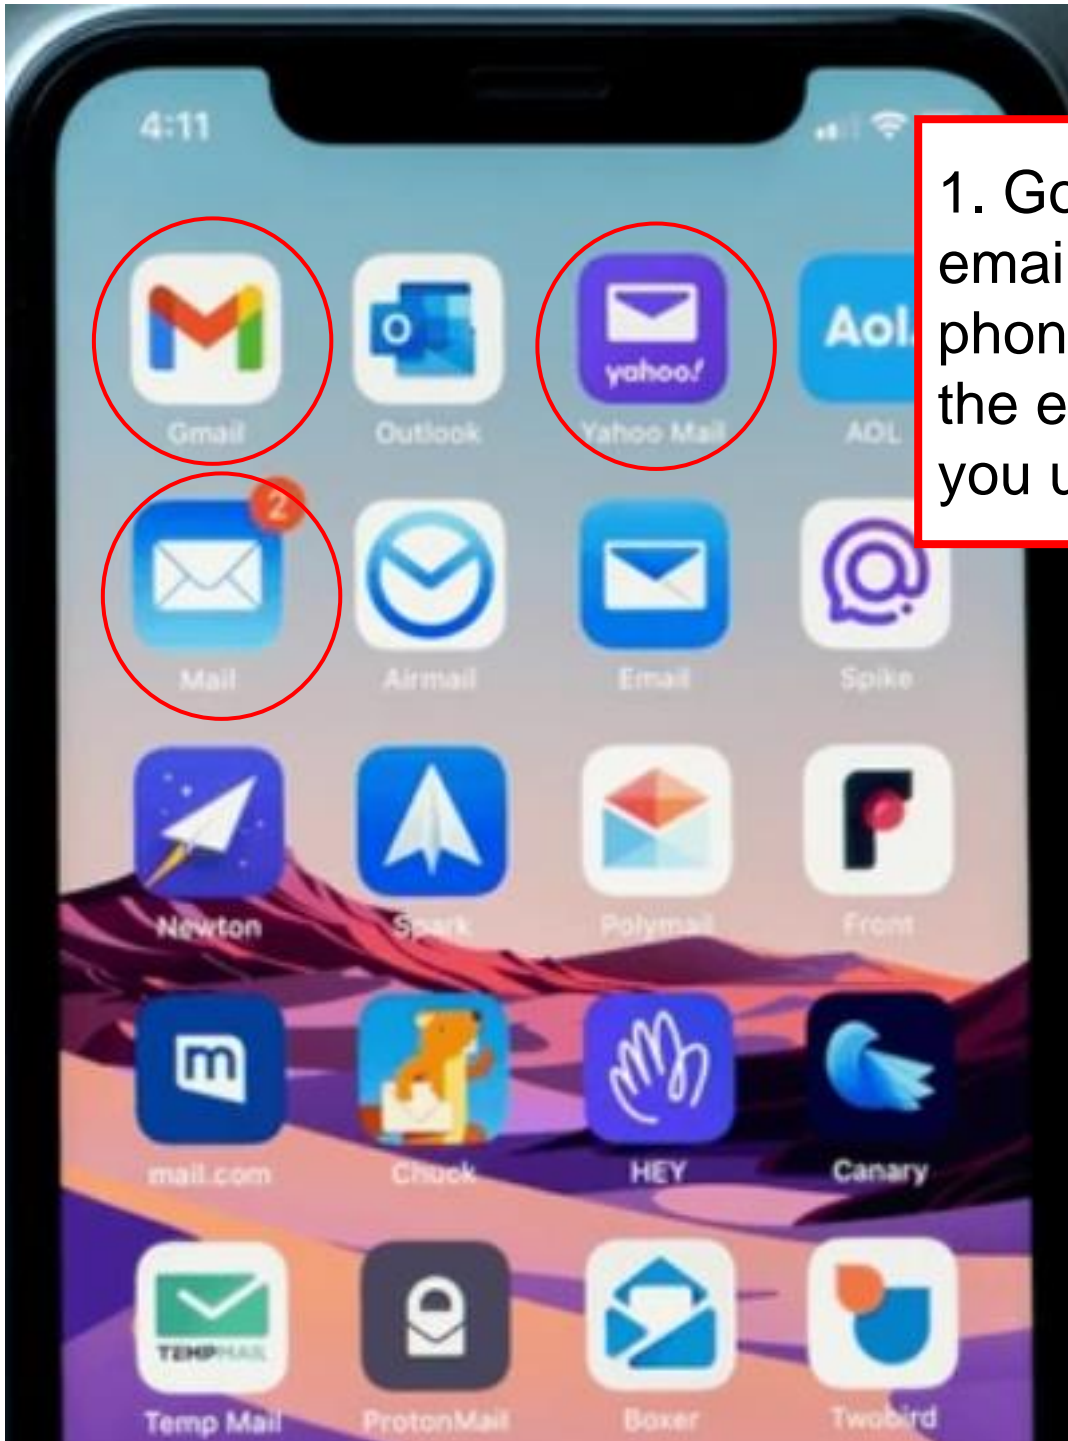 4:11
1. Go
emai
phon
the e
you u
Aol.
yahoo!
Gmail
Outlook
Yahoo Mail
AOL
2
Mail
Airmail
Email
Spike
Newton
Spark
Polymail
Front
m
mail.com
Chuck
HEY
Canary
TEMPMAIL
Temp Mail
ProtonMail
Boxer
Twobird